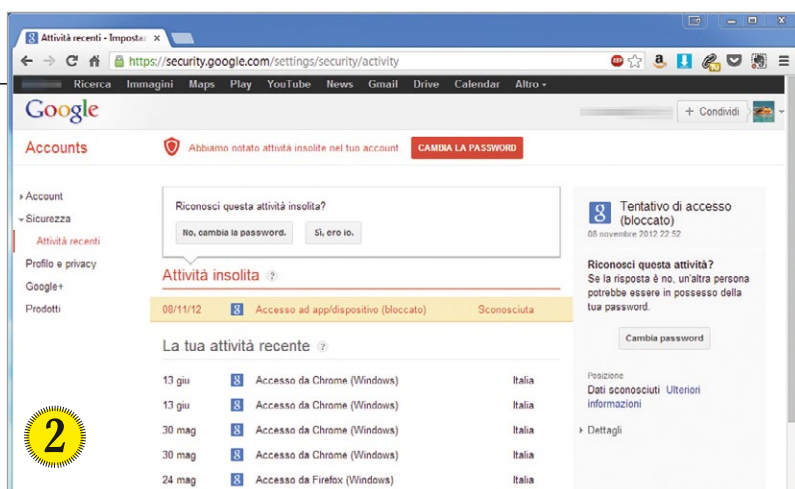 Attività recenti - Impostaz
https://security.google.com/settings/security/activity
Ricerca Immagini Maps Play YouTube News Gmail Drive Calendar Altro
Google
+ Condividi
Accounts
Abbiamo notato attività insolite nel tuo account
CAMBIA LA PASSWORD
Account
Sicurezza
Attività recenti
Profilo e privacy
Google+
Prodotti
Riconosci questa attività insolita?
No, cambia la password. Sì, ero io.
Attività insolita ?
08/11/12 Accesso ad app/dispositivo (bloccato) Sconosciuta
La tua attività recente ?
13 giu Accesso da Chrome (Windows) Italia
13 giu Accesso da Chrome (Windows) Italia
30 mag Accesso da Chrome (Windows) Italia
30 mag Accesso da Chrome (Windows) Italia
24 mag Accesso da Firefox (Windows) Italia
Tentativo di accesso
(bloccato)
08 novembre 2012 22:52
Riconosci questa attività?
Se la risposta è no, un'altra persona
potrebbe essere in possesso della
tua password.
Cambia password
Posizione
Dati sconosciuti Ulteriori
informazioni
Dettagli
2